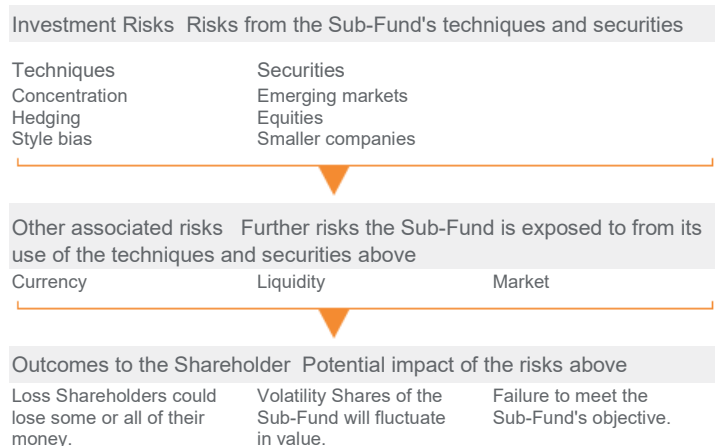 Investment Risks Risks from the Sub-Fund's techniques and securities
Techniques
Concentration
Hedging
Style bias
Securities
Emerging markets
Equities
Smaller companies
Other associated risks Further risks the Sub-Fund is exposed to from its
use of the techniques and securities above
Currency
Liquidity
Market
Outcomes to the Shareholder Potential impact of the risks above
Loss Shareholders could
lose some or all of their
money.
Volatility Shares of the
Sub-Fund will fluctuate
in value.
Failure to meet the
Sub-Fund's objective.